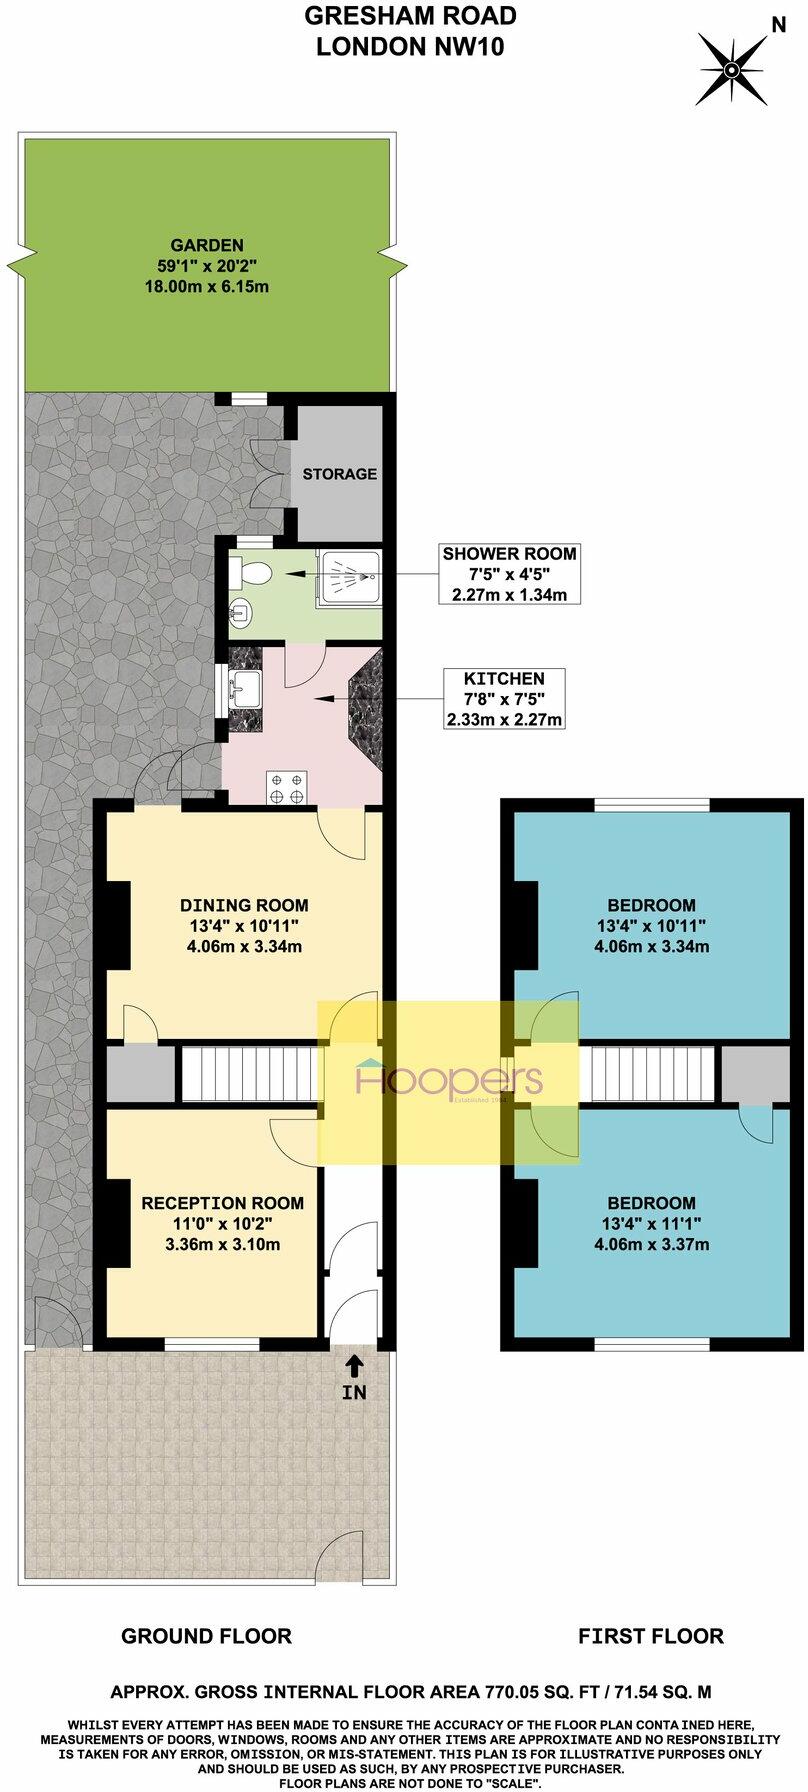 GRESHAM ROAD
LONDON NW10
N
GARDEN
59'1" x 20'2"
18.00m x 6.15m
STORAGE
SHOWER ROOM
7'5" x 4'5"
2.27m x 1.34m
KITCHEN
7'8" x 7'5"
2.33m x 2.27m
DINING ROOM
13'4" x 10'11"
4.06m x 3.34m
BEDROOM
13'4" x 10'11"
4.06m x 3.34m
Hoopers
Established 1984
RECEPTION ROOM
11'0" x 10'2"
3.36m x 3.10m
BEDROOM
13'4" x 11'1"
4.06m x 3.37m
IN
GROUND FLOOR
FIRST FLOOR
APPROX. GROSS INTERNAL FLOOR AREA 770.05 SQ. FT / 71.54 SQ. M
WHILST EVERY ATTEMPT HAS BEEN MADE TO ENSURE THE ACCURACY OF THE FLOOR PLAN CONTA INED HERE,
MEASUREMENTS OF DOORS, WINDOWS, ROOMS AND ANY OTHER ITEMS ARE APPROXIMATE AND NO RESPONSIBILITY
IS TAKEN FOR ANY ERROR, OMISSION, OR MIS-STATEMENT. THIS PLAN IS FOR ILLUSTRATIVE PURPOSES ONLY
AND SHOULD BE USED AS SUCH, BY ANY PROSPECTIVE PURCHASER.
FLOOR PLANS ARE NOT DONE TO "SCALE".